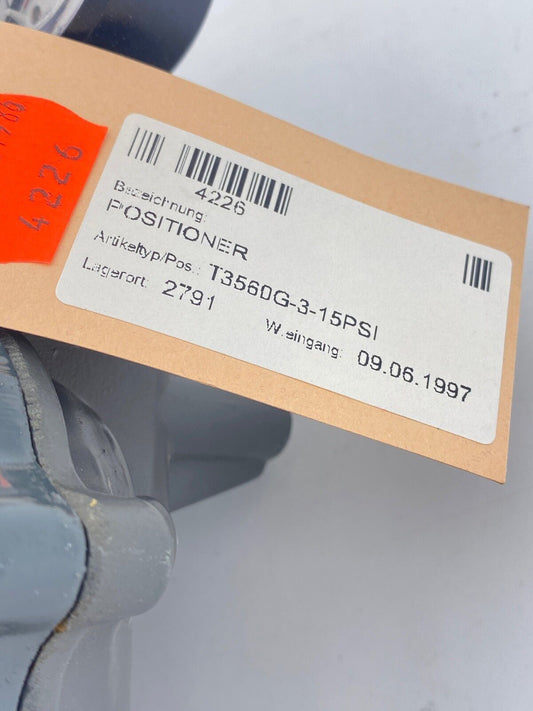 4226
4226
Bezeichnung:
POSITIONER
Artikeltyp/Pos.: T3560G-3-15PSI
Lagerort: 2791
W.eingang: 09.06.1997